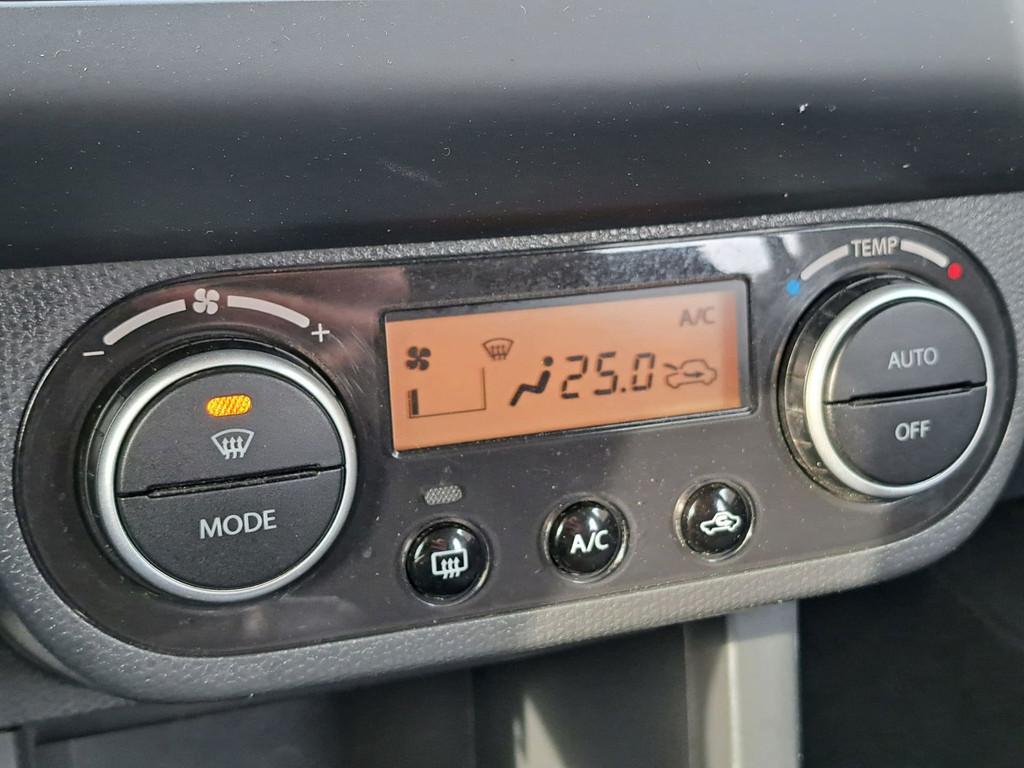 TEMP
- +
A/C
25.0
AUTO
OFF
MODE
A/C